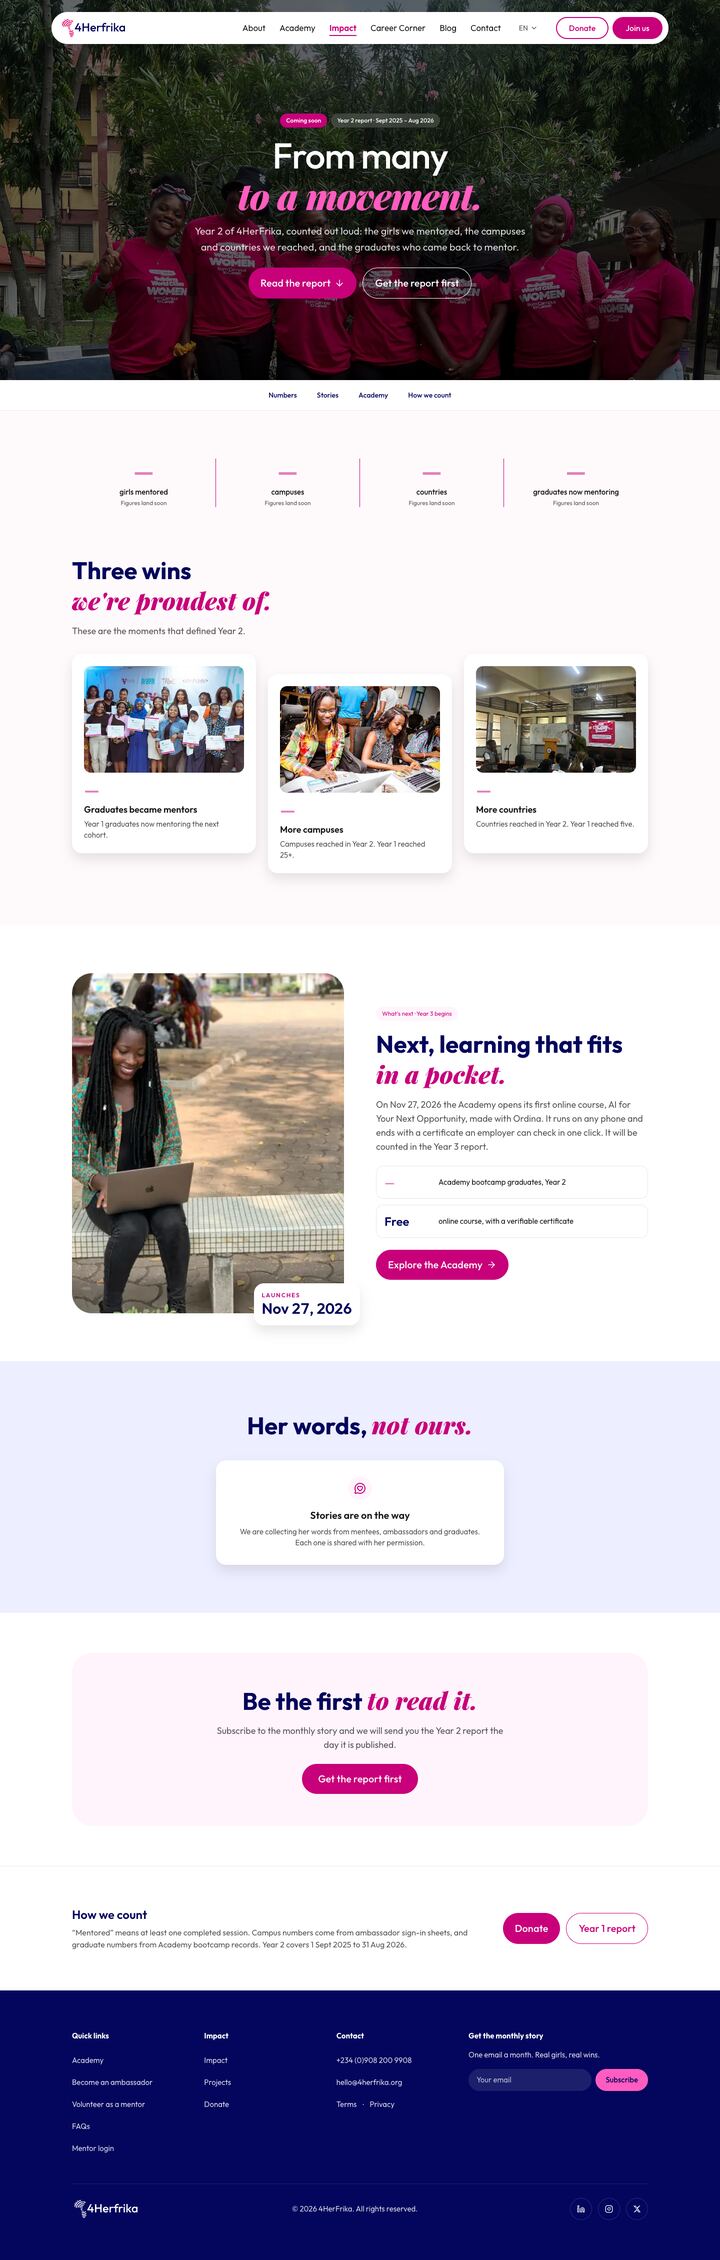 4Herfrika
About Academy Impact Career Corner Blog Contact EN Donate Join us
Coming soon Year 2 report · Sept 2025 – Aug 2026
From many
to a movement.
Year 2 of 4HerFrika, counted out loud: the girls we mentored, the campuses
and countries we reached, and the graduates who came back to mentor.
Read the report ↓ Get the report first
WORLD CLASS
WOMEN
Numbers Stories Academy How we count
— — — —
girls mentored campuses countries graduates now mentoring
Figures land soon Figures land soon Figures land soon Figures land soon
Three wins
we're proudest of.
These are the moments that defined Year 2.
—
Graduates became mentors
Year 1 graduates now mentoring the next
cohort.
—
More campuses
Campuses reached in Year 2. Year 1 reached
25+.
—
More countries
Countries reached in Year 2. Year 1 reached five.
LAUNCHES
Nov 27, 2026
What's next · Year 3 begins
Next, learning that fits
in a pocket.
On Nov 27, 2026 the Academy opens its first online course, AI for
Your Next Opportunity, made with Ordina. It runs on any phone and
ends with a certificate an employer can check in one click. It will be
counted in the Year 3 report.
— Academy bootcamp graduates, Year 2
Free online course, with a verifiable certificate
Explore the Academy →
Her words, not ours.
Stories are on the way
We are collecting her words from mentees, ambassadors and graduates.
Each one is shared with her permission.
Be the first to read it.
Subscribe to the monthly story and we will send you the Year 2 report the
day it is published.
Get the report first
How we count
“Mentored” means at least one completed session. Campus numbers come from ambassador sign-in sheets, and
graduate numbers from Academy bootcamp records. Year 2 covers 1 Sept 2025 to 31 Aug 2026.
Donate Year 1 report
Quick links
Academy
Become an ambassador
Volunteer as a mentor
FAQs
Mentor login
Impact
Impact
Projects
Donate
Contact
+234 (0)908 200 9908
hello@4herfrika.org
Terms · Privacy
Get the monthly story
One email a month. Real girls, real wins.
Your email Subscribe
4Herfrika
© 2026 4HerFrika. All rights reserved.